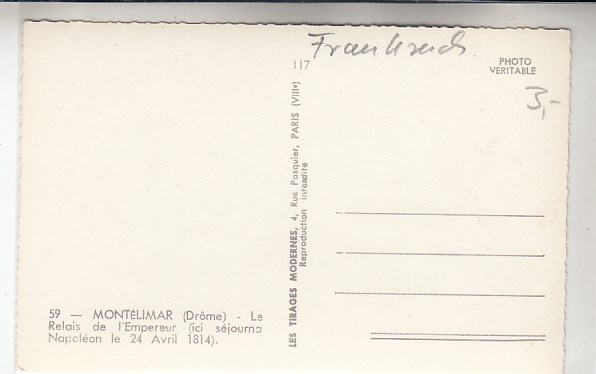 Frankreich
117
PHOTO
VERITABLE
3,-
LES TIRAGES MODERNES, 4, Rue Pasquier, PARIS (VIIIe)
Reproduction interdite
59 — MONTÉLIMAR (Drôme) - Le
Relais de l'Empereur (ici séjourna
Napoléon le 24 Avril 1814).